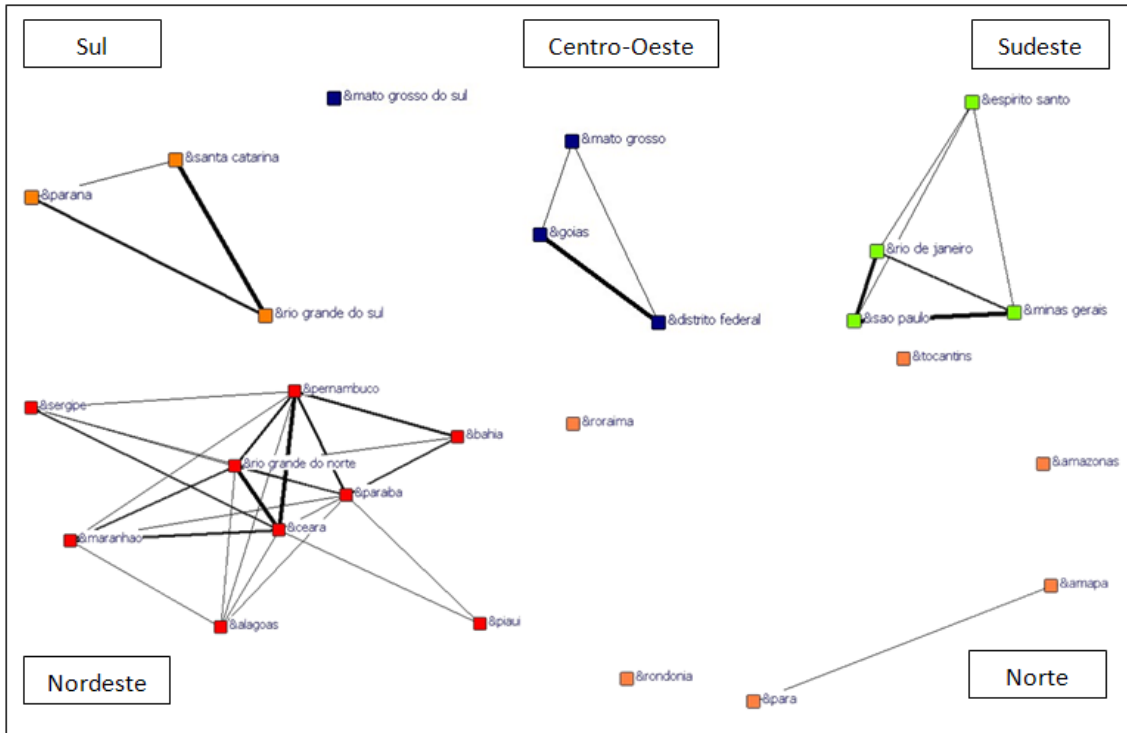 Sul
Centro-Oeste
Sudeste
&mato grosso do sul
&espirito santo
&mato grosso
&santa catarina
&parana
&goias
&rio de janeiro
&rio grande do sul
&distrito federal
&sao paulo
&minas gerais
&tocantins
&pernambuco
&sergipe
&roraima
&bahia
&rio grande do norte
&amazonas
&paraiba
&ceara
&maranhao
&amapa
&alagoas
&piaui
Nordeste
&rondonia
Norte
&para